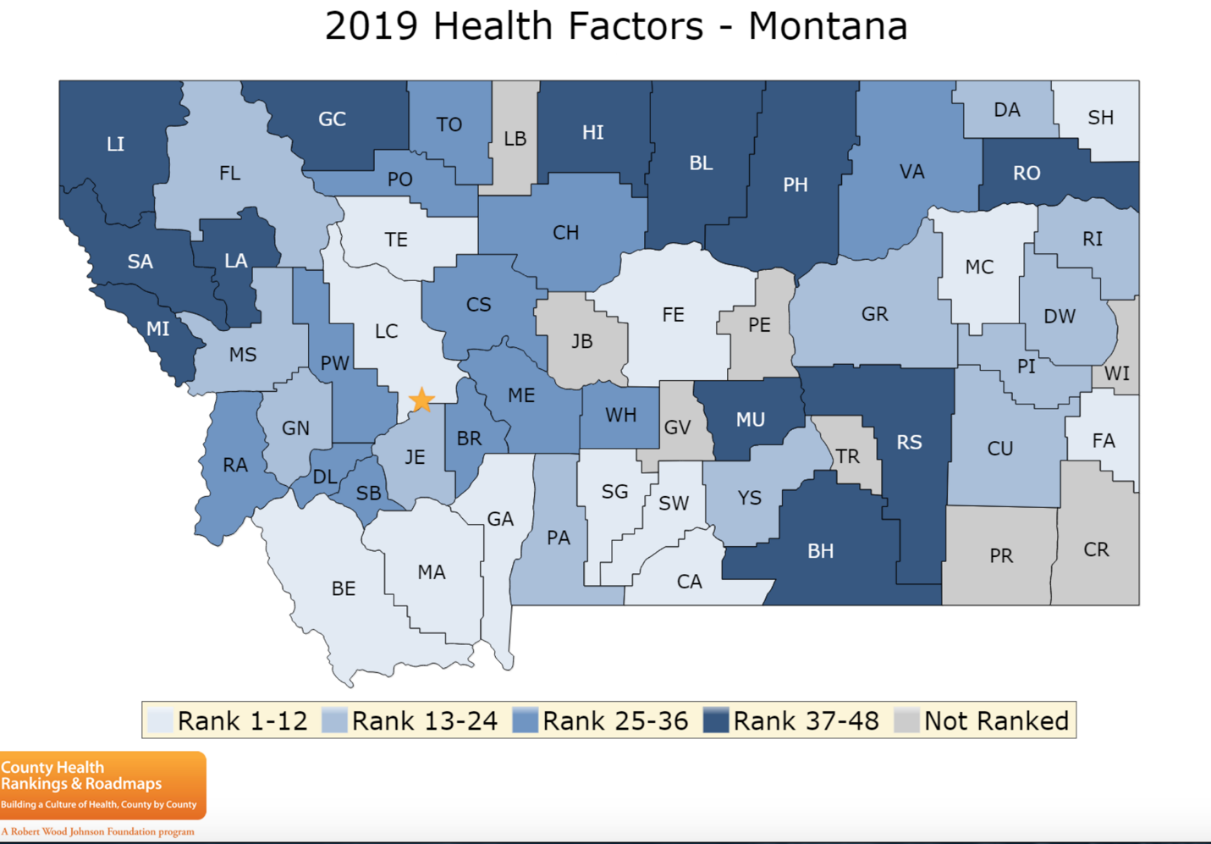 2019 Health Factors - Montana
LI
FL
GC
TO
LB
HI
BL
PH
VA
DA
SH
RO
PO
CH
TE
SA
LA
RI
MC
MI
MS
PW
LC
CS
JB
FE
PE
GR
DW
PI
WI
ME
WH
GV
MU
RS
TR
CU
FA
RA
GN
DL
SB
JE
BR
GA
PA
SG
SW
YS
BH
CA
PR
CR
BE
MA
Rank 1-12 Rank 13-24 Rank 25-36 Rank 37-48 Not Ranked
County Health
Rankings & Roadmaps
Building a Culture of Health, County by County
A Robert Wood Johnson Foundation program